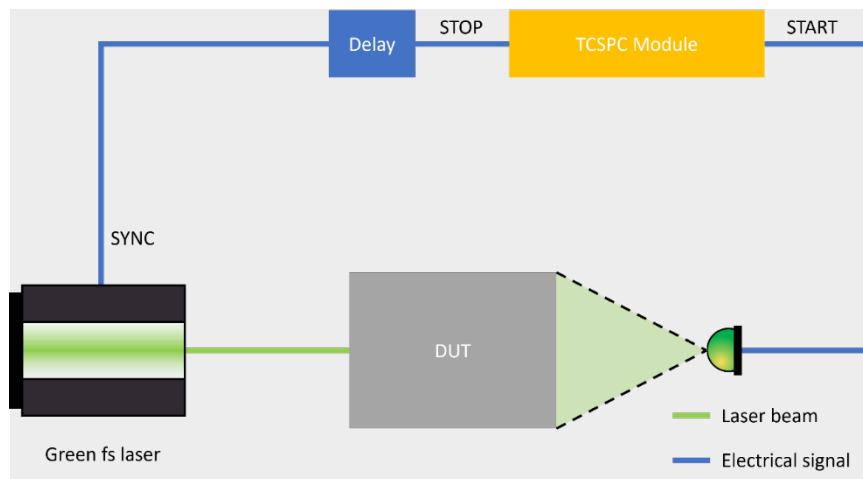 STOP
START
Delay
TCSPC Module
SYNC
DUT
Laser beam
Green fs laser
Electrical signal